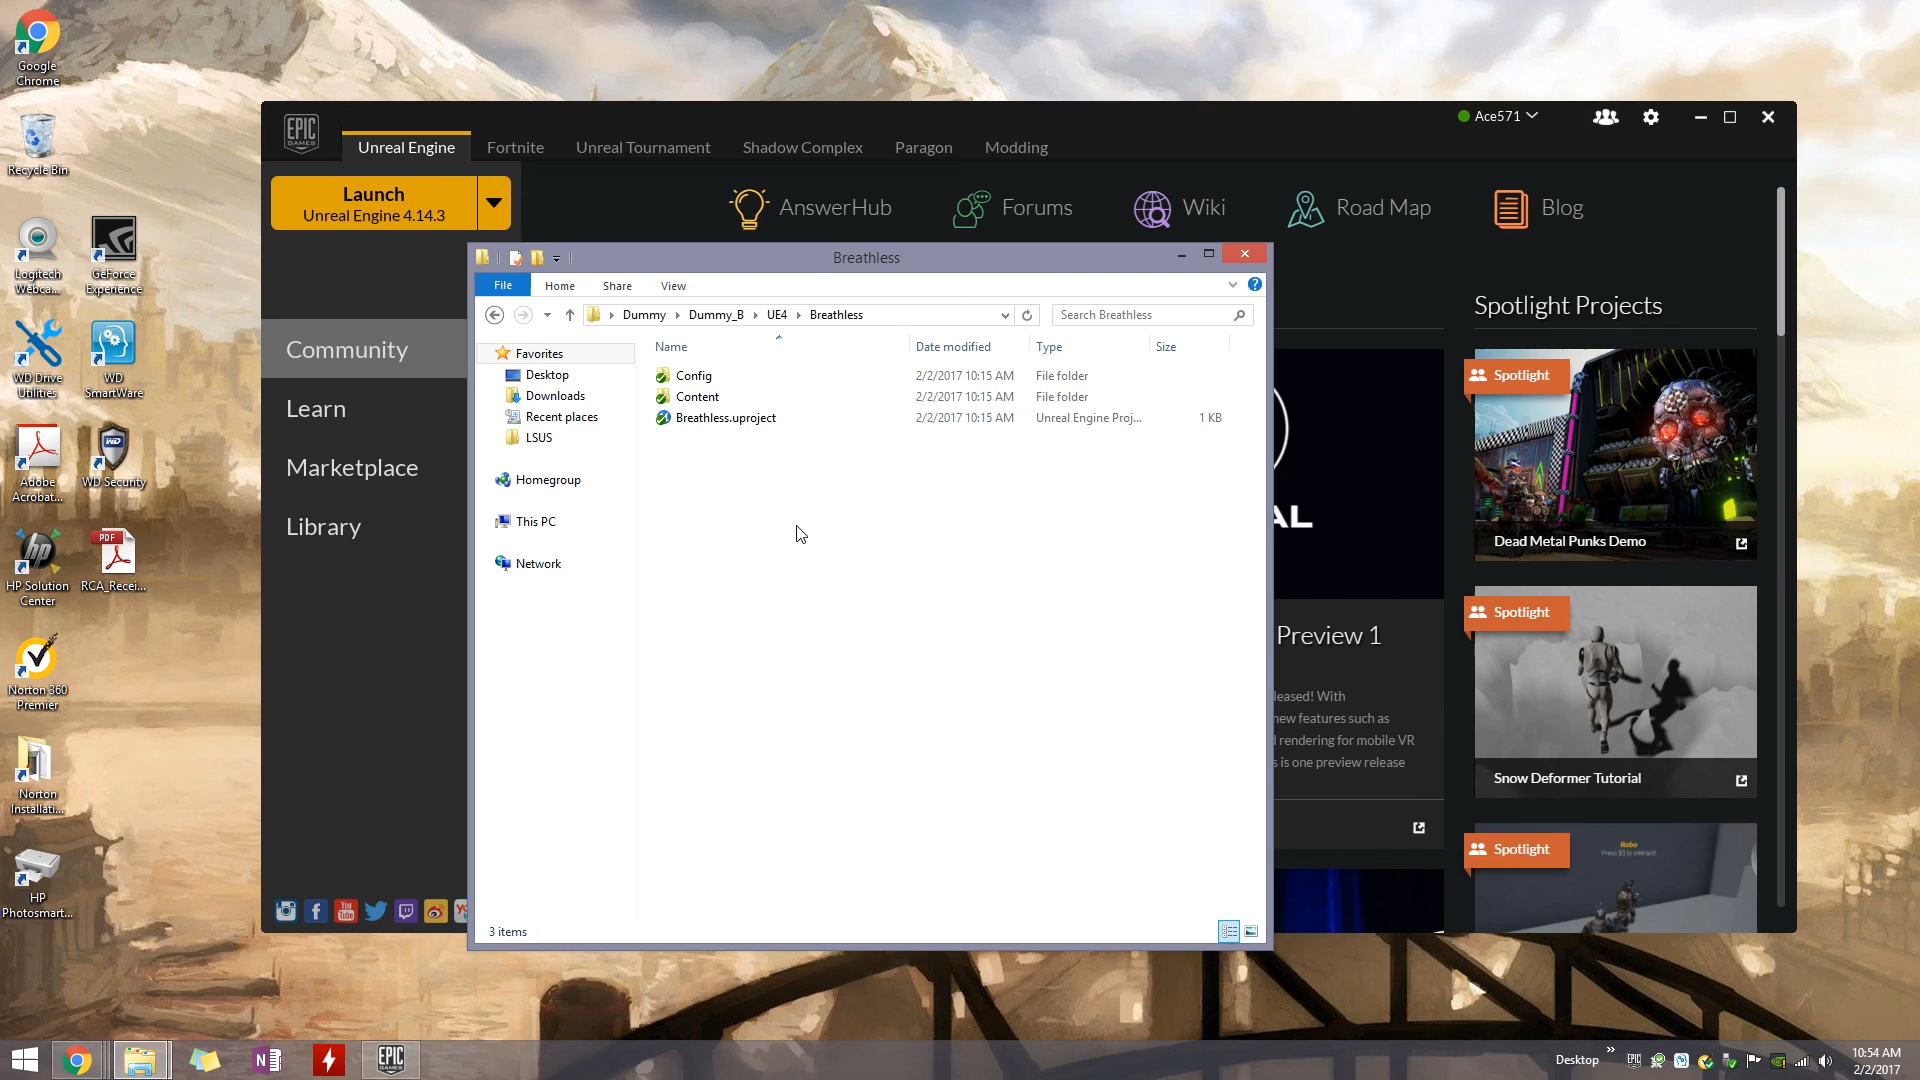 Google
Chrome
Recycle Bin
Logitech
Webca...
GeForce
Experience
WD Drive
Utilities
WD
SmartWare
Adobe
Acrobat...
WD Security
HP Solution
Center
PDF
RCA_Recei...
Norton 360
Premier
Norton
Installati...
HP
Photosmart...
EPIC
GAMES
Unreal Engine
Fortnite
Unreal Tournament
Shadow Complex
Paragon
Modding
Ace571
Launch
Unreal Engine 4.14.3
AnswerHub
Forums
Wiki
Road Map
Blog
Community
Learn
Marketplace
Library
Breathless
File
Home
Share
View
Dummy
Dummy_B
UE4
Breathless
Search Breathless
Favorites
Desktop
Downloads
Recent places
LSUS
Homegroup
This PC
Network
Name
Date modified
Type
Size
Config 2/2/2017 10:15 AM File folder
Content 2/2/2017 10:15 AM File folder
Breathless.uproject 2/2/2017 10:15 AM Unreal Engine Proj... 1 KB
3 items
AL
Preview 1
leased! With
new features such as
rendering for mobile VR
s is one preview release
Spotlight Projects
Spotlight
Dead Metal Punks Demo
Spotlight
Snow Deformer Tutorial
Spotlight
Robo
You
Tube
EPIC
GAMES
Desktop
10:54 AM
2/2/2017